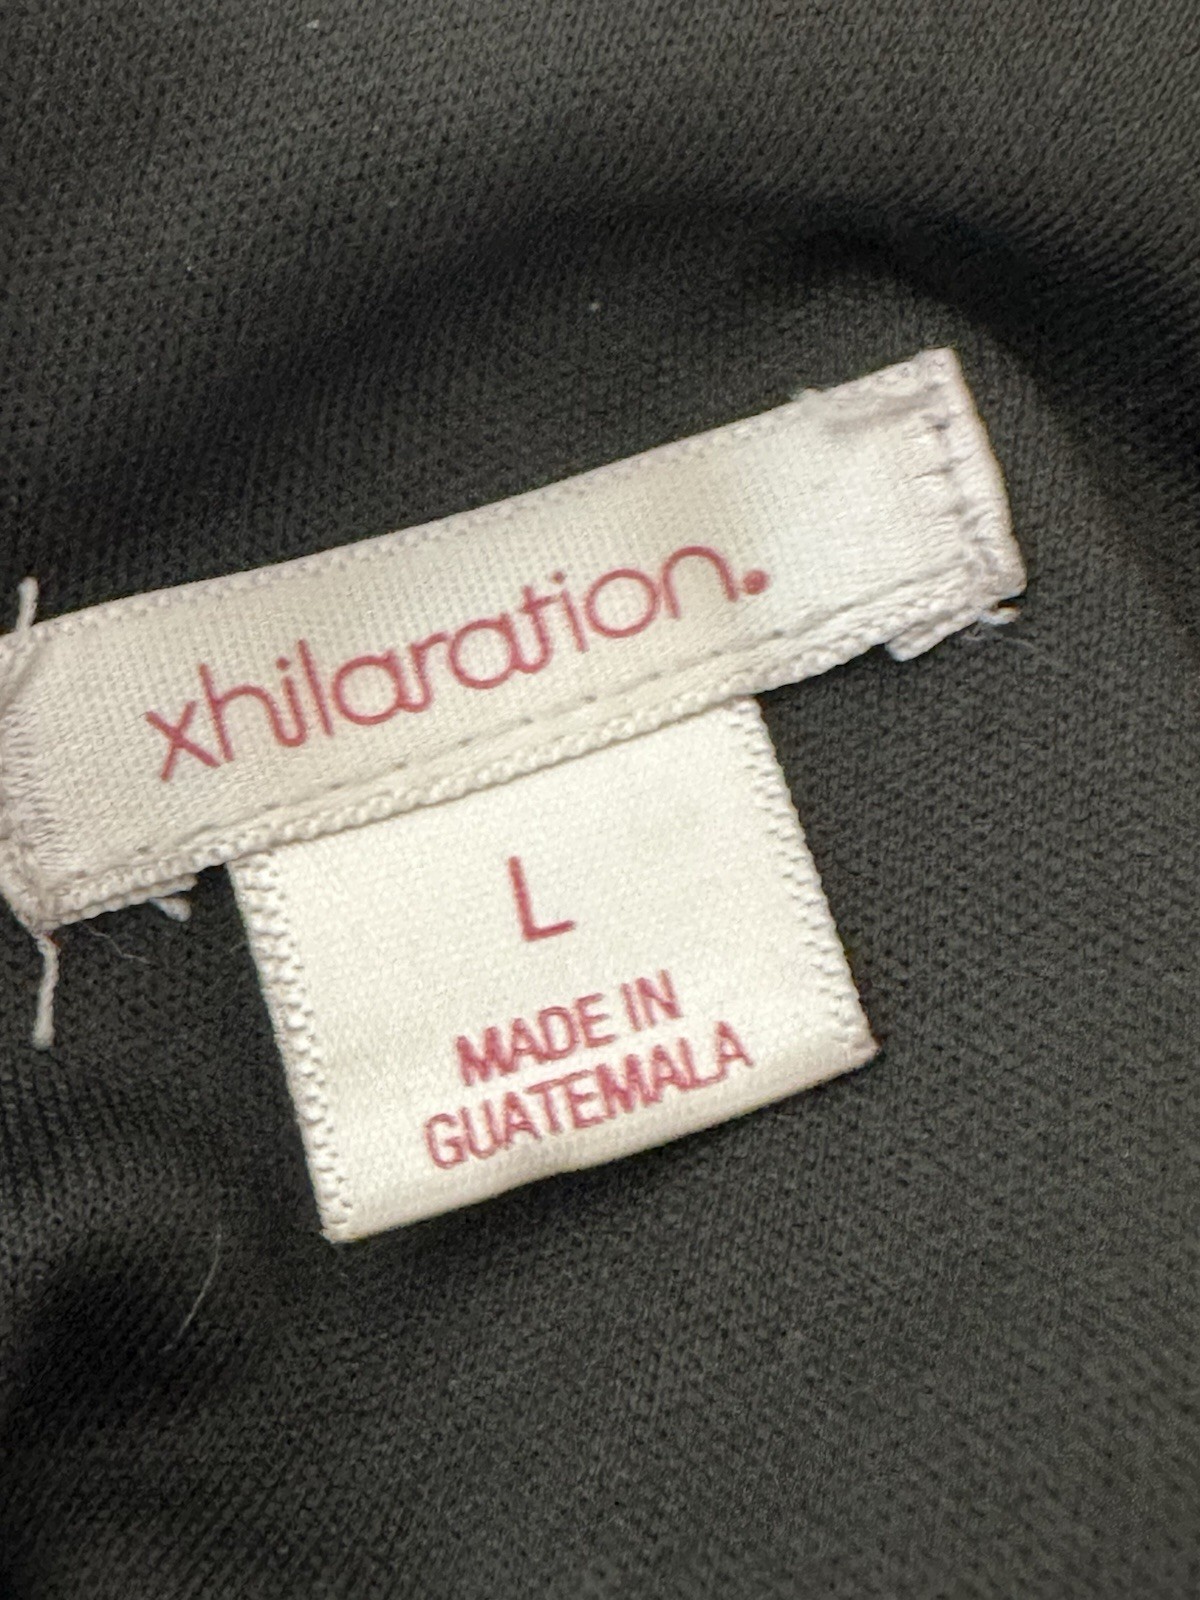 xhilaration.
L
MADE IN
GUATEMALA